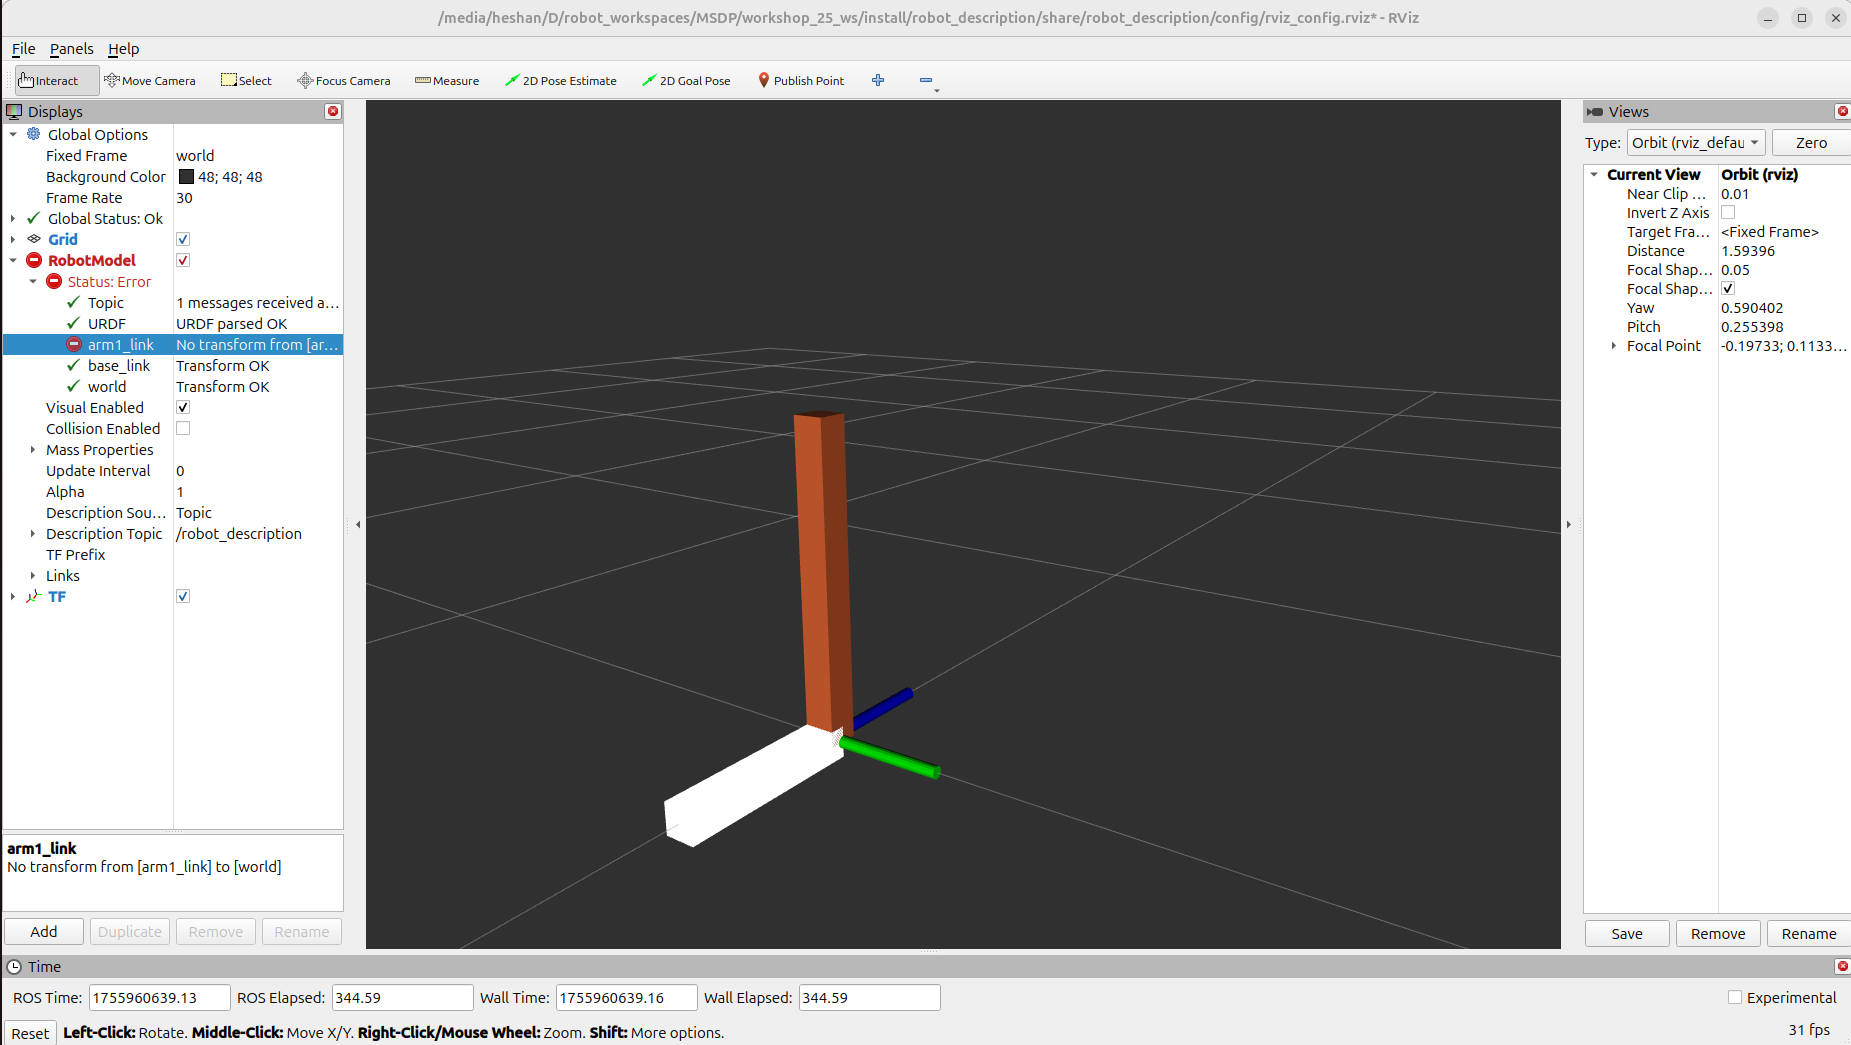 /media/heshan/D/robot_workspaces/MSDP/workshop_25_ws/install/robot_description/share/robot_description/config/rviz_config.rviz* - RViz
File Panels Help
Interact Move Camera Select Focus Camera Measure 2D Pose Estimate 2D Goal Pose Publish Point
Displays
Global Options
Fixed Frame world
Background Color 48; 48; 48
Frame Rate 30
Global Status: Ok
Grid
RobotModel
Status: Error
Topic 1 messages received a...
URDF URDF parsed OK
arm1_link No transform from [ar...
base_link Transform OK
world Transform OK
Visual Enabled
Collision Enabled
Mass Properties
Update Interval 0
Alpha 1
Description Sou... Topic
Description Topic /robot_description
TF Prefix
Links
TF
arm1_link
No transform from [arm1_link] to [world]
Add Duplicate Remove Rename
Views
Type: Orbit (rviz_defau Zero
Current View Orbit (rviz)
Near Clip ... 0.01
Invert Z Axis
Target Fra... <Fixed Frame>
Distance 1.59396
Focal Shap... 0.05
Focal Shap...
Yaw 0.590402
Pitch 0.255398
Focal Point -0.19733; 0.1133...
Save Remove Rename
Time
ROS Time: 1755960639.13 ROS Elapsed: 344.59 Wall Time: 1755960639.16 Wall Elapsed: 344.59 Experimental
Reset Left-Click: Rotate. Middle-Click: Move X/Y. Right-Click/Mouse Wheel: Zoom. Shift: More options. 31 fps